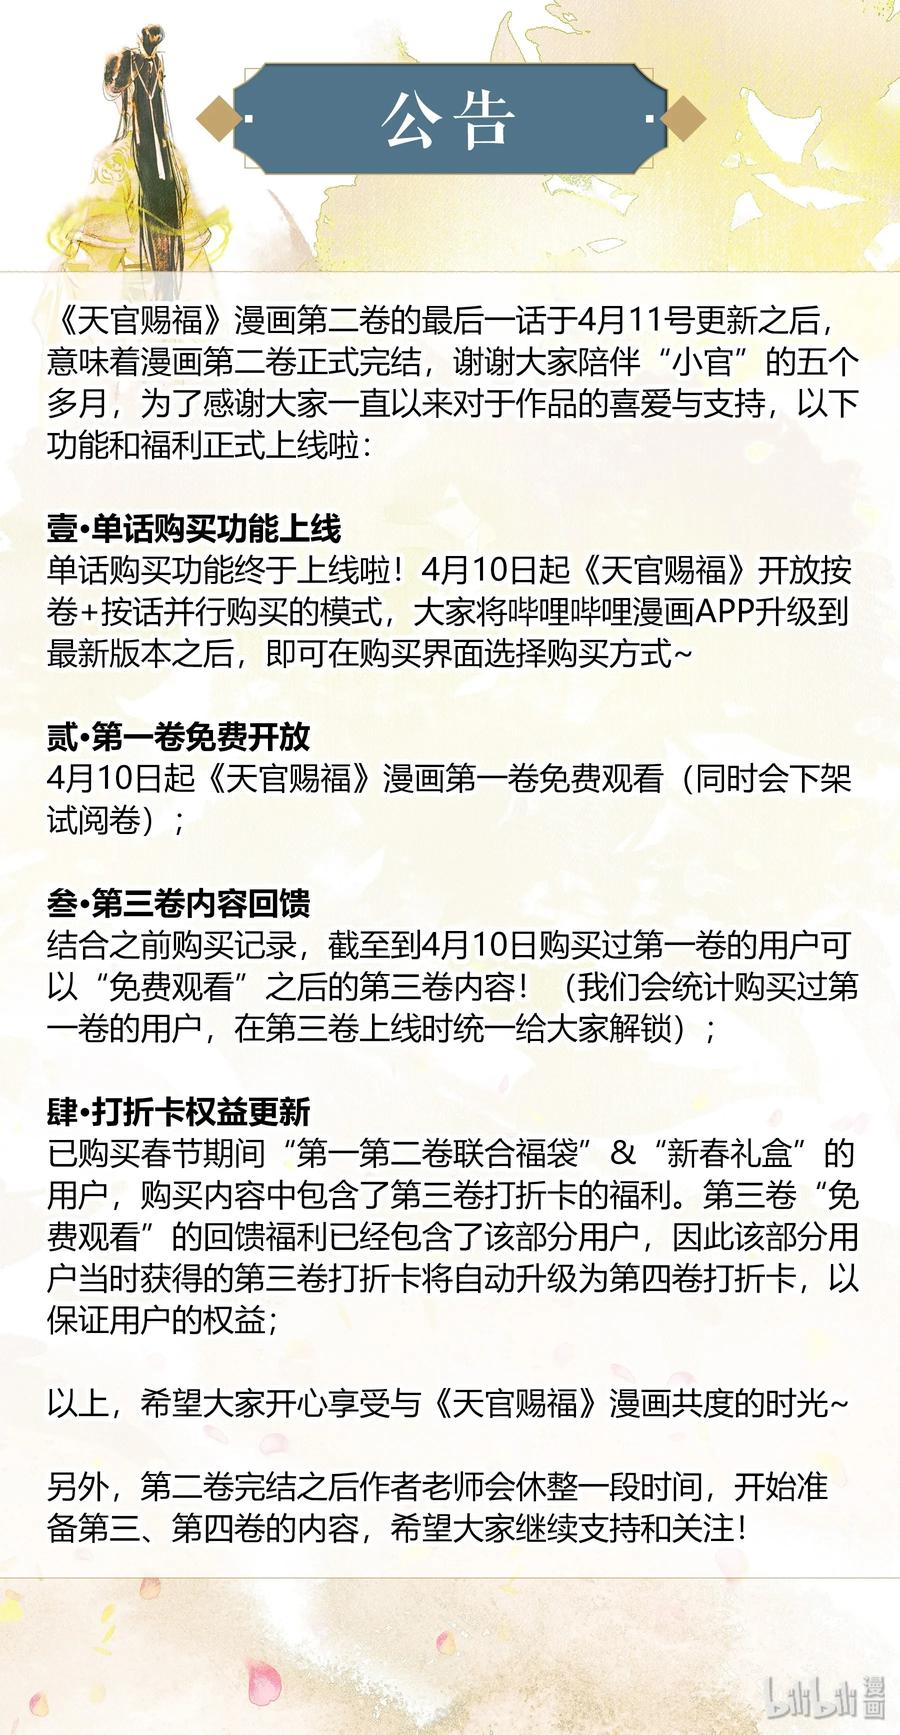 公告
《天官赐福》漫画第二卷的最后一话于4月11号更新之后，
意味着漫画第二卷正式完结，谢谢大家陪伴“小官”的五个
多月，为了感谢大家一直以来对于作品的喜爱与支持，以下
功能和福利正式上线啦：
壹·单话购买功能上线
单话购买功能终于上线啦！4月10日起《天官赐福》开放按
卷+按话并行购买的模式，大家将哔哩哔哩漫画APP升级到
最新版本之后，即可在购买界面选择购买方式~
贰·第一卷免费开放
4月10日起《天官赐福》漫画第一卷免费观看（同时会下架
试阅卷）；
叁·第三卷内容回馈
结合之前购买记录，截至到4月10日购买过第一卷的用户可
以“免费观看”之后的第三卷内容！（我们会统计购买过第
一卷的用户，在第三卷上线时统一给大家解锁）；
肆·打折卡权益更新
已购买春节期间“第一第二卷联合福袋”&“新春礼盒”的
用户，购买内容中包含了第三卷打折卡的福利。第三卷“免
费观看”的回馈福利已经包含了该部分用户，因此该部分用
户当时获得的第三卷打折卡将自动升级为第四卷打折卡，以
保证用户的权益；
以上，希望大家开心享受与《天官赐福》漫画共度的时光~
另外，第二卷完结之后作者老师会休整一段时间，开始准
备第三、第四卷的内容，希望大家继续支持和关注！
bilibili 漫画